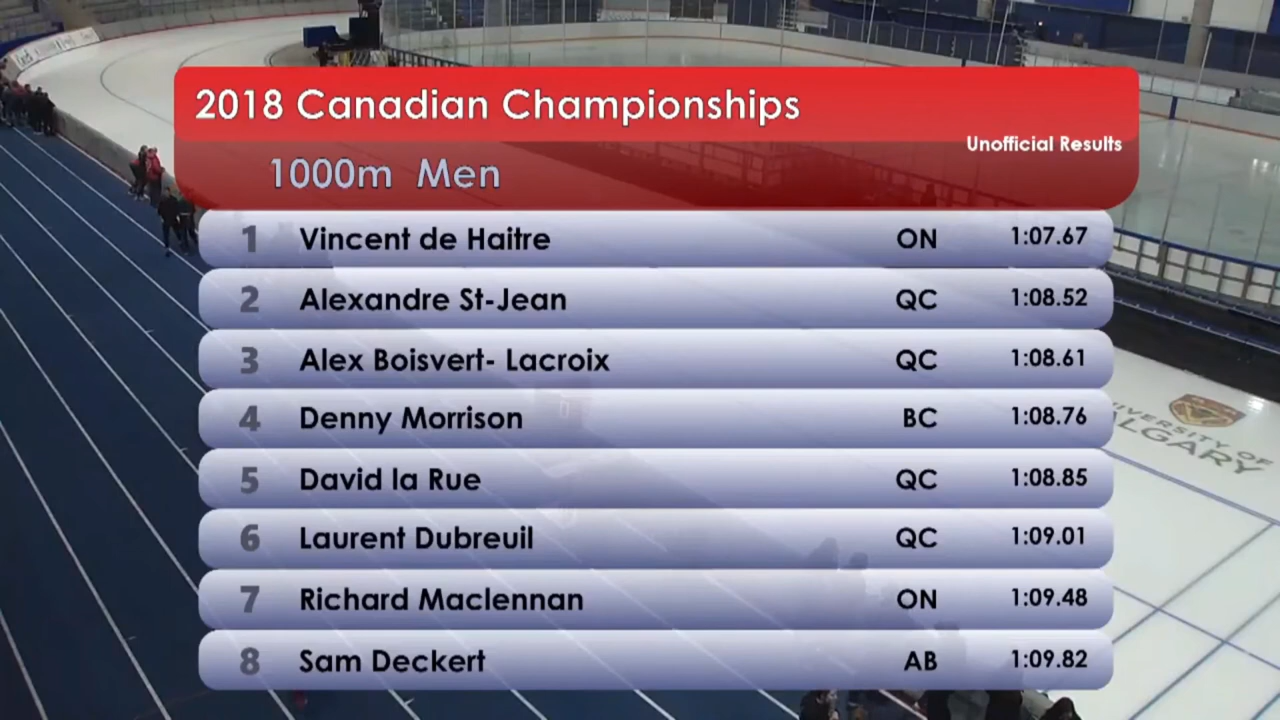 2018 Canadian Championships
Unofficial Results
1000m Men
1 Vincent de Haitre ON 1:07.67
2 Alexandre St-Jean QC 1:08.52
3 Alex Boisvert- Lacroix QC 1:08.61
4 Denny Morrison BC 1:08.76
5 David la Rue QC 1:08.85
6 Laurent Dubreuil QC 1:09.01
7 Richard Maclennan ON 1:09.48
8 Sam Deckert AB 1:09.82
IVERSITY OF
ALGARY